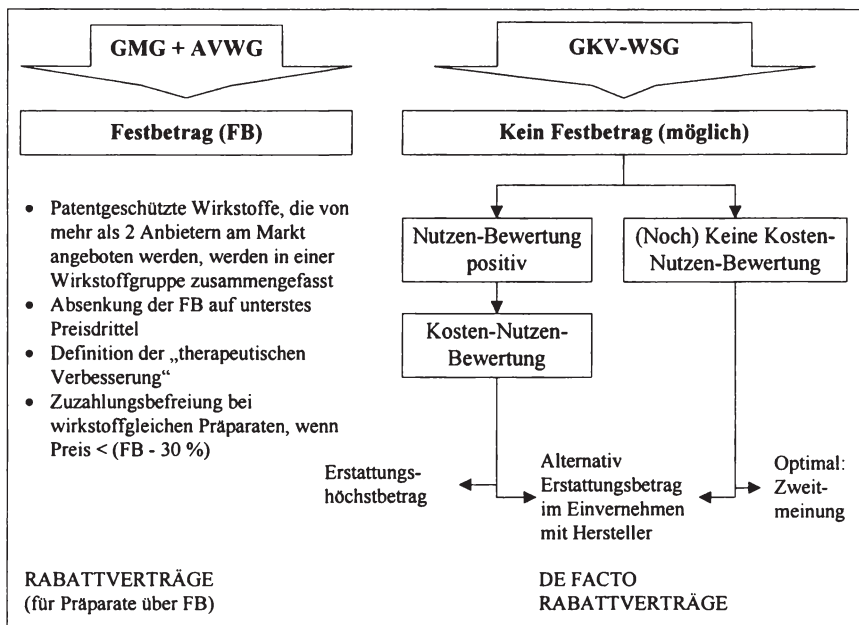 GMG + AVWG
Festbetrag (FB)
• Patentgeschützte Wirkstoffe, die von
mehr als 2 Anbietern am Markt
angeboten werden, werden in einer
Wirkstoffgruppe zusammengefasst
• Absenkung der FB auf unterstes
Preisdrittel
• Definition der „therapeutischen
Verbesserung“
• Zuzahlungsbefreiung bei
wirkstoffgleichen Präparaten, wenn
Preis < (FB - 30 %)
RABATTVERTRÄGE
(für Präparate über FB)
GKV-WSG
Kein Festbetrag (möglich)
Nutzen-Bewertung
positiv
Kosten-Nutzen-
Bewertung
(Noch) Keine Kosten-
Nutzen-Bewertung
Erstattungs-
höchstbetrag
Alternativ
Erstattungsbetrag
im Einvernehmen
mit Hersteller
Optimal:
Zweit-
meinung
DE FACTO
RABATTVERTRÄGE